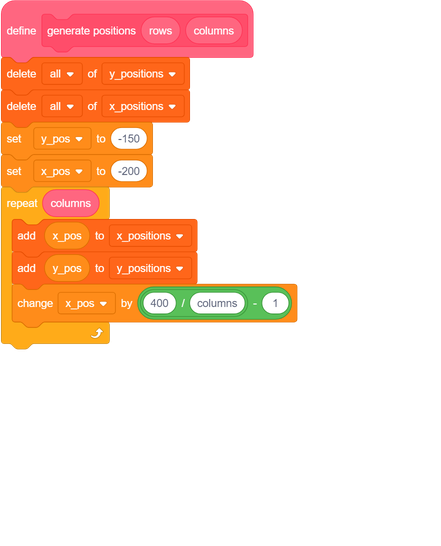 define generate positions rows columns
delete all of y_positions
delete all of x_positions
set y_pos to -150
set x_pos to -200
repeat columns
add x_pos to x_positions
add y_pos to y_positions
change x_pos by 400 / columns - 1